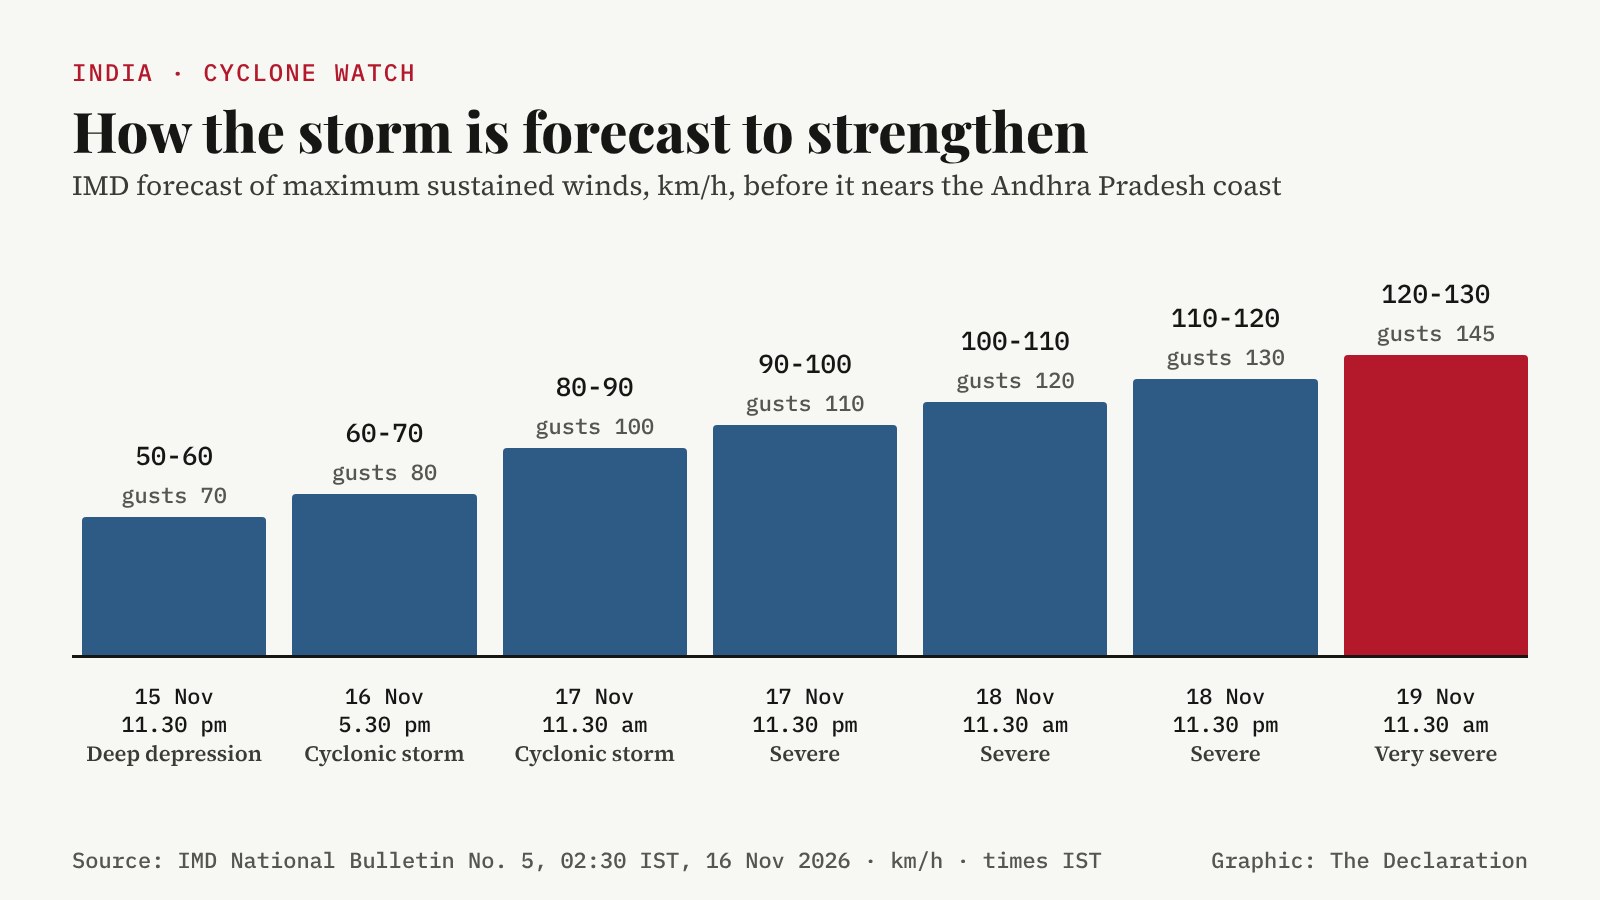 INDIA · CYCLONE WATCH
How the storm is forecast to strengthen
IMD forecast of maximum sustained winds, km/h, before it nears the Andhra Pradesh coast
50-60
gusts 70
60-70
gusts 80
80-90
gusts 100
90-100
gusts 110
100-110
gusts 120
110-120
gusts 130
120-130
gusts 145
15 Nov
11.30 pm
Deep depression
16 Nov
5.30 pm
Cyclonic storm
17 Nov
11.30 am
Cyclonic storm
17 Nov
11.30 pm
Severe
18 Nov
11.30 am
Severe
18 Nov
11.30 pm
Severe
19 Nov
11.30 am
Very severe
Source: IMD National Bulletin No. 5, 02:30 IST, 16 Nov 2026 · km/h · times IST
Graphic: The Declaration